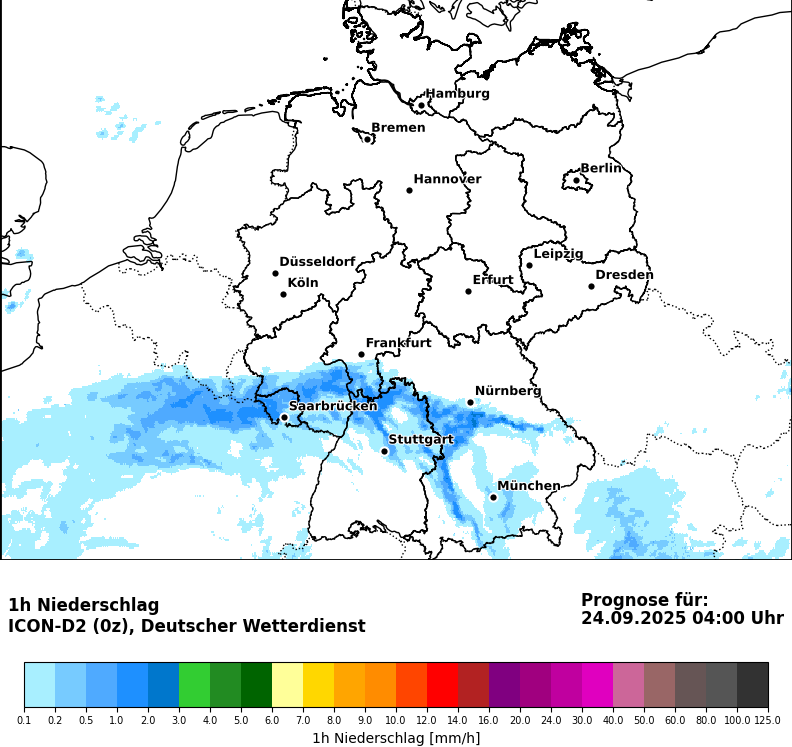 Hamburg
Bremen
Berlin
Hannover
Leipzig
Düsseldorf
Dresden
Köln
Erfurt
Frankfurt
Nürnberg
Saarbrücken
Stuttgart
München
1h Niederschlag
ICON-D2 (0z), Deutscher Wetterdienst
Prognose für:
24.09.2025 04:00 Uhr
0.1 0.2 0.5 1.0 2.0 3.0 4.0 5.0 6.0 7.0 8.0 9.0 10.0 12.0 14.0 16.0 20.0 24.0 30.0 40.0 50.0 60.0 80.0 100.0 125.0
1h Niederschlag [mm/h]